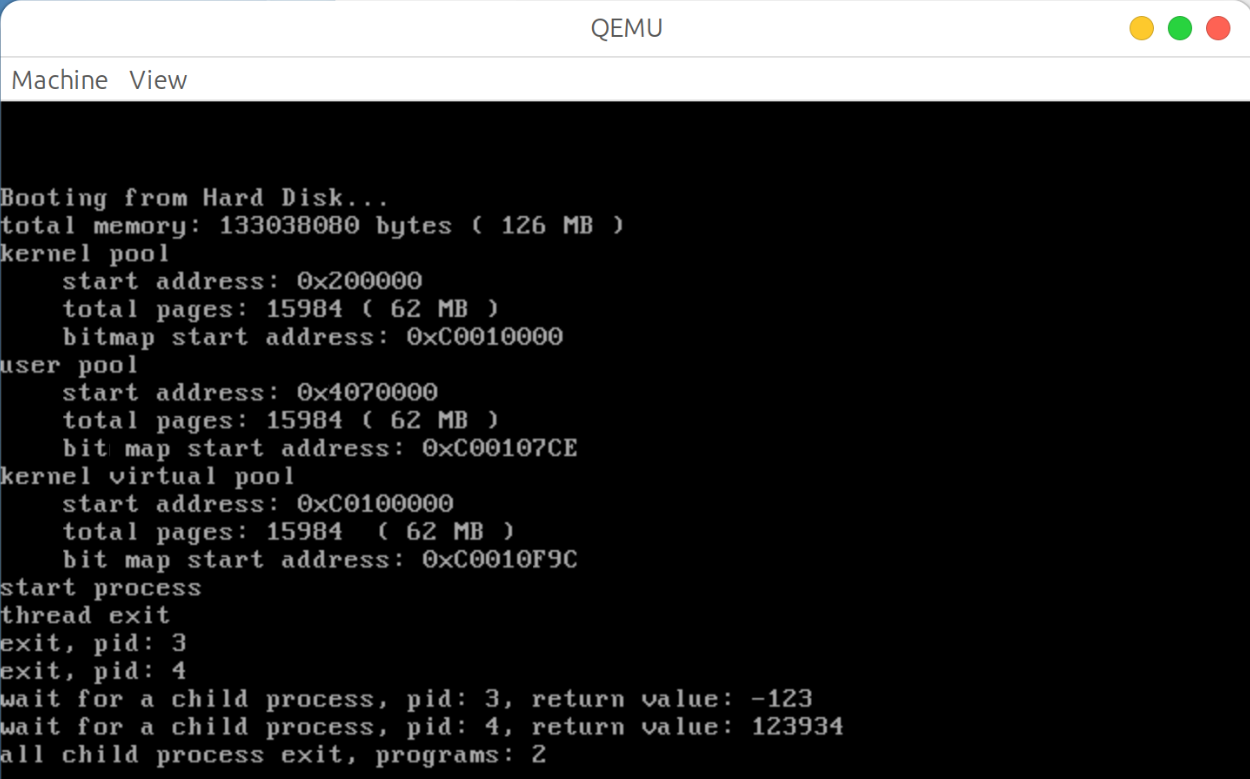 QEMU
Machine View
Booting from Hard Disk...
total memory: 133038080 bytes ( 126 MB )
kernel pool
    start address: 0x200000
    total pages: 15984 ( 62 MB )
    bitmap start address: 0xC0010000
user pool
    start address: 0x4070000
    total pages: 15984 ( 62 MB )
    bit map start address: 0xC00107CE
kernel virtual pool
    start address: 0xC0100000
    total pages: 15984  ( 62 MB )
    bit map start address: 0xC0010F9C
start process
thread exit
exit, pid: 3
exit, pid: 4
wait for a child process, pid: 3, return value: -123
wait for a child process, pid: 4, return value: 123934
all child process exit, programs: 2